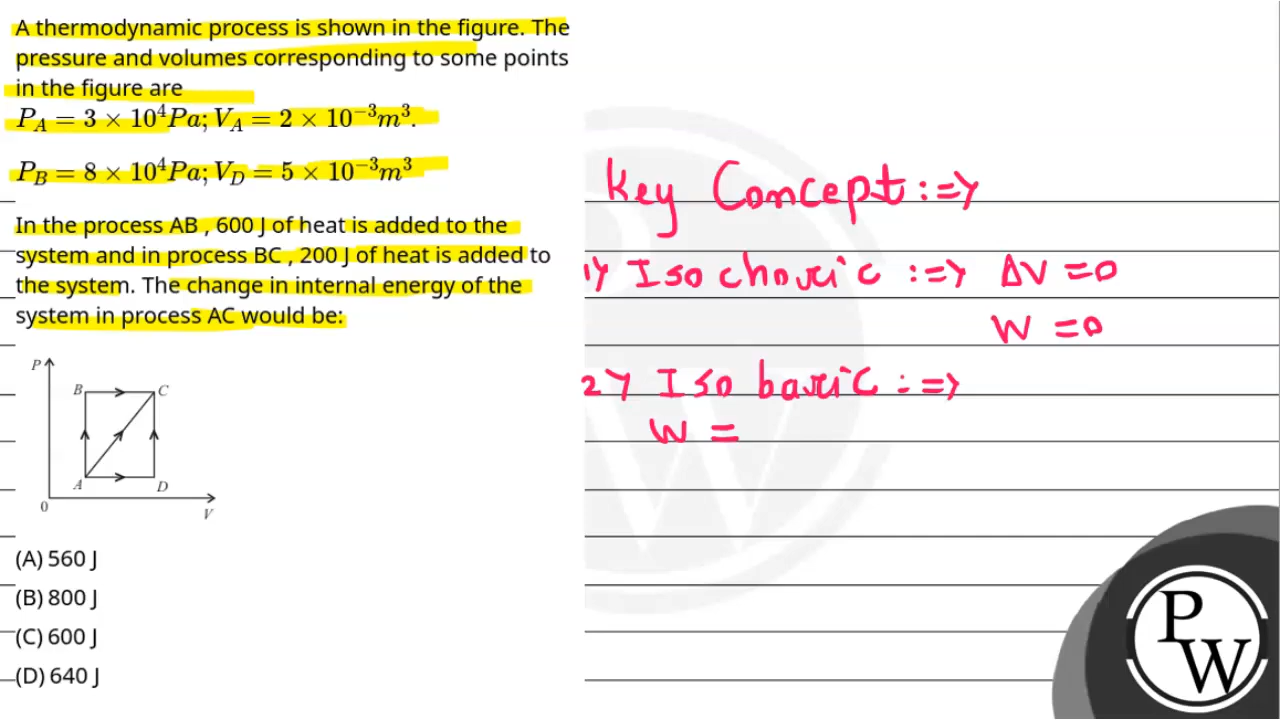 A thermodynamic process is shown in the figure. The
pressure and volumes corresponding to some points
in the figure are
P_A = 3 × 10^4 Pa; V_A = 2 × 10^{-3} m^3.
P_B = 8 × 10^4 Pa; V_D = 5 × 10^{-3} m^3
In the process AB , 600 J of heat is added to the
system and in process BC , 200 J of heat is added to
the system. The change in internal energy of the
system in process AC would be:
P
B
C
A
D
0
V
(A) 560 J
(B) 800 J
(C) 600 J
(D) 640 J
Key Concept :⇒
1) Isochoric :⇒ ΔV = 0
W = 0
2) Isobaric :⇒
W =
P
W